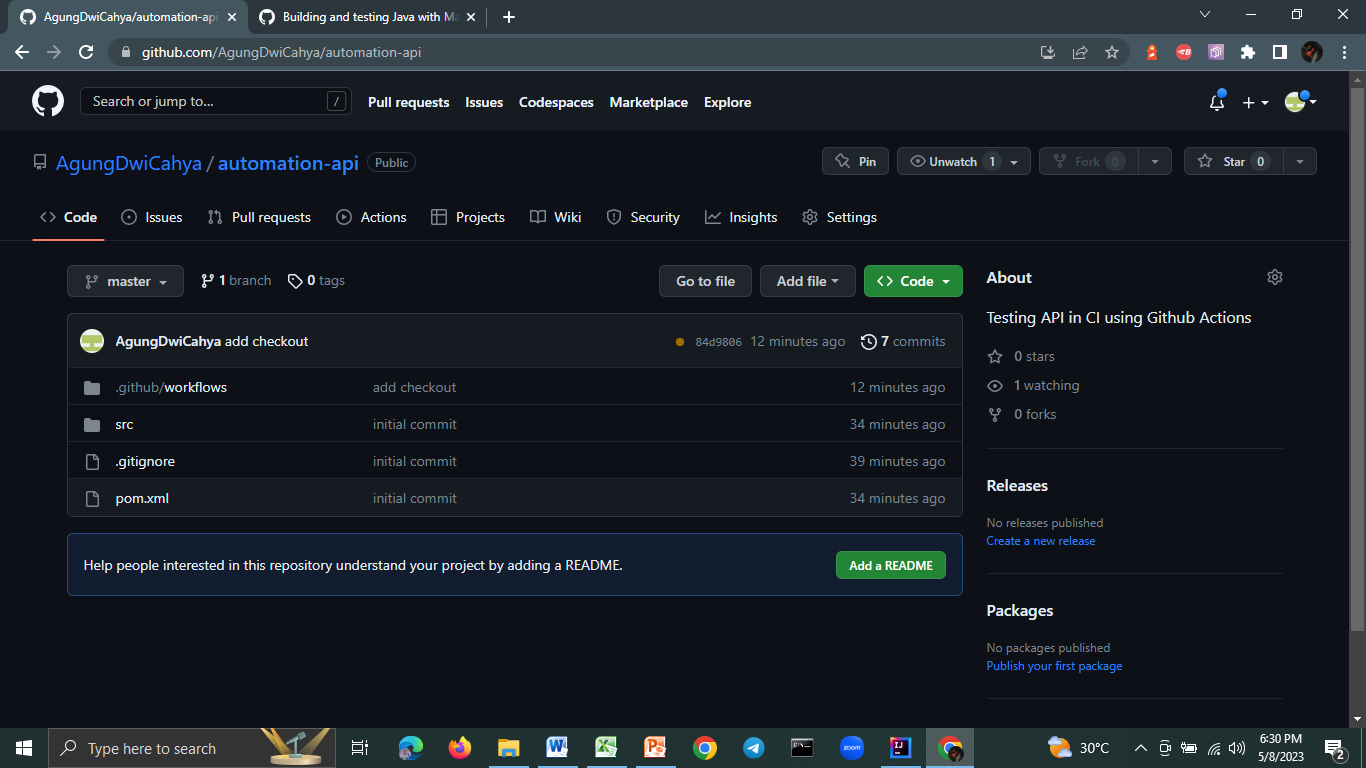 AgungDwiCahya/automation-api
Building and testing Java with Ma
github.com/AgungDwiCahya/automation-api
Search or jump to...
/
Pull requests Issues Codespaces Marketplace Explore
AgungDwiCahya / automation-api Public
Pin
Unwatch 1
Fork 0
Star 0
<> Code Issues Pull requests Actions Projects Wiki Security Insights Settings
master 1 branch 0 tags
Go to file Add file <> Code
AgungDwiCahya add checkout 84d9806 12 minutes ago 7 commits
.github/workflows add checkout 12 minutes ago
src initial commit 34 minutes ago
.gitignore initial commit 39 minutes ago
pom.xml initial commit 34 minutes ago
Help people interested in this repository understand your project by adding a README.
Add a README
About
Testing API in CI using Github Actions
0 stars
1 watching
0 forks
Releases
No releases published
Create a new release
Packages
No packages published
Publish your first package
Type here to search
zoom
30°C
6:30 PM
5/8/2023
2